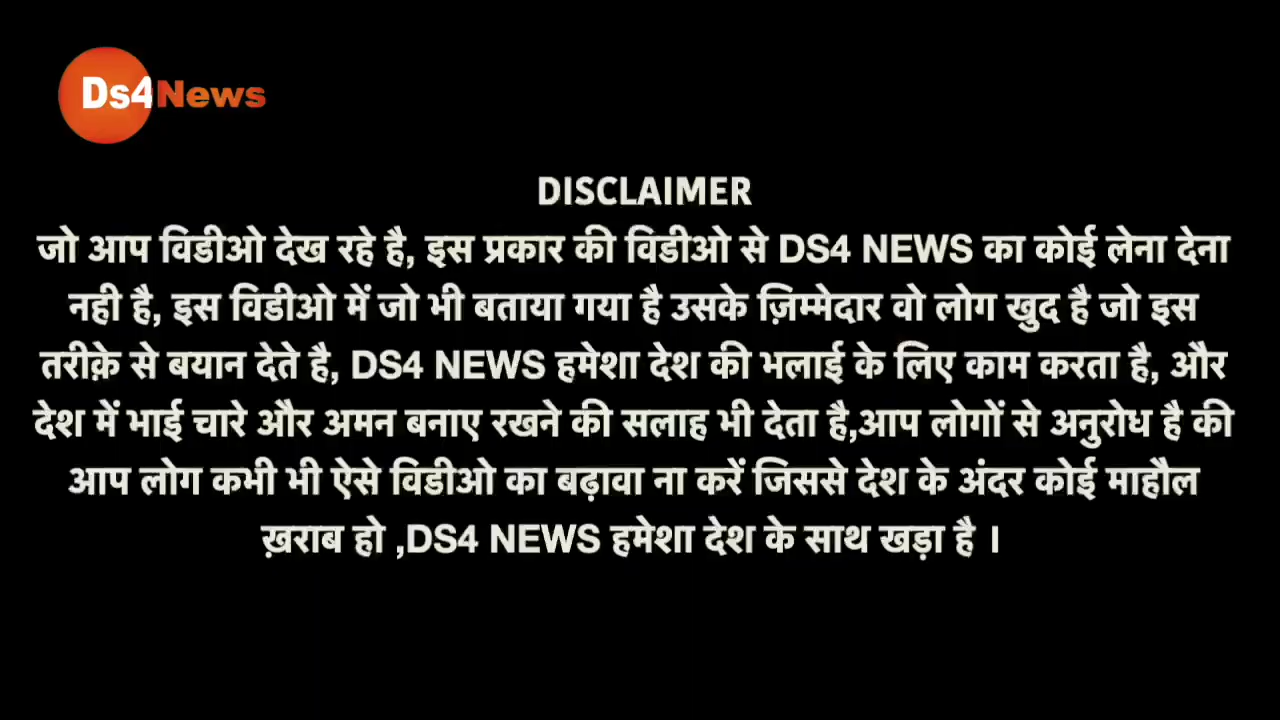 Ds4News
DISCLAIMER
जो आप विडीओ देख रहे है, इस प्रकार की विडीओ से DS4 NEWS का कोई लेना देना
नही है, इस विडीओ में जो भी बताया गया है उसके ज़िम्मेदार वो लोग खुद है जो इस
तरीक़े से बयान देते है, DS4 NEWS हमेशा देश की भलाई के लिए काम करता है, और
देश में भाई चारे और अमन बनाए रखने की सलाह भी देता है,आप लोगों से अनुरोध है की
आप लोग कभी भी ऐसे विडीओ का बढ़ावा ना करें जिससे देश के अंदर कोई माहौल
ख़राब हो ,DS4 NEWS हमेशा देश के साथ खड़ा है ।